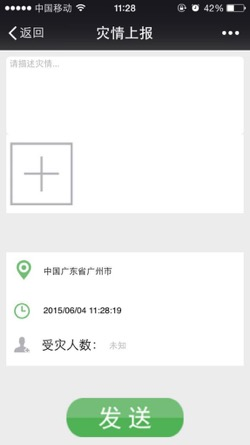 中国移动 11:28 42%
返回 灾情上报
请描述灾情...
中国广东省广州市
2015/06/04 11:28:19
受灾人数： 未知
发送